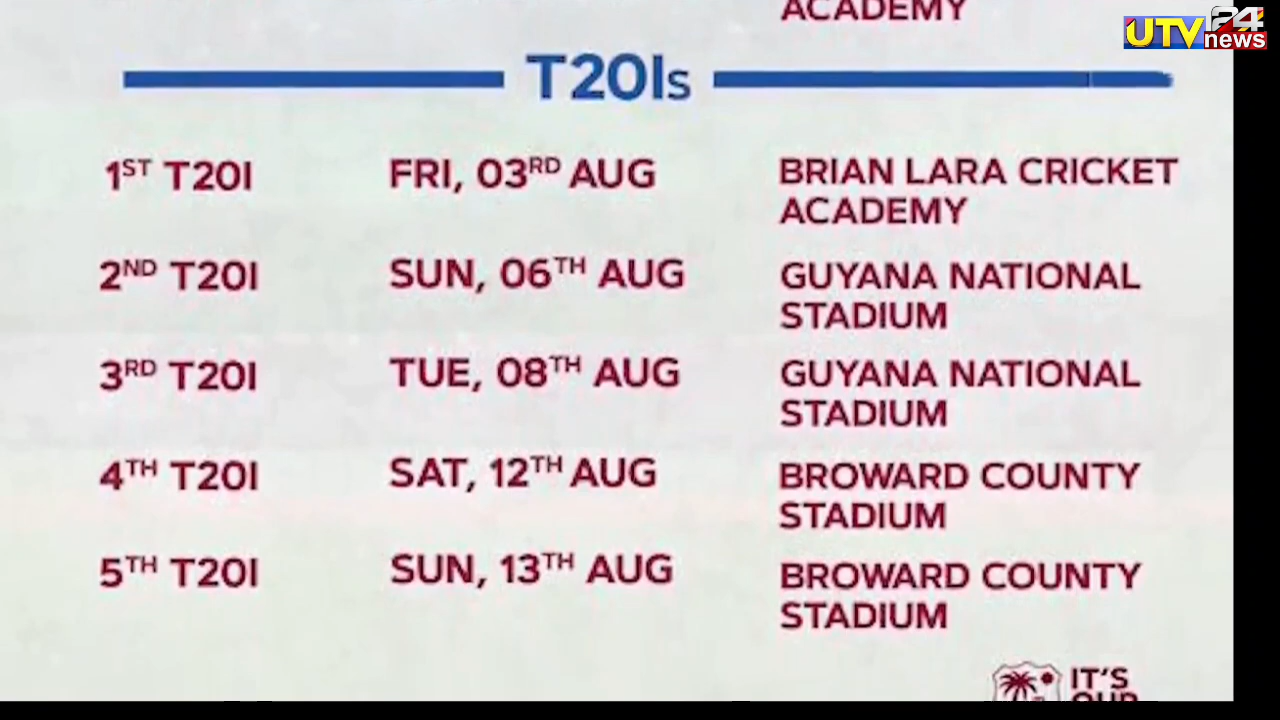 ACADEMY
UTV 24 news
T20Is
1ST T20I FRI, 03RD AUG BRIAN LARA CRICKET
ACADEMY
2ND T20I SUN, 06TH AUG GUYANA NATIONAL
STADIUM
3RD T20I TUE, 08TH AUG GUYANA NATIONAL
STADIUM
4TH T20I SAT, 12TH AUG BROWARD COUNTY
STADIUM
5TH T20I SUN, 13TH AUG BROWARD COUNTY
STADIUM
IT'S
OUR